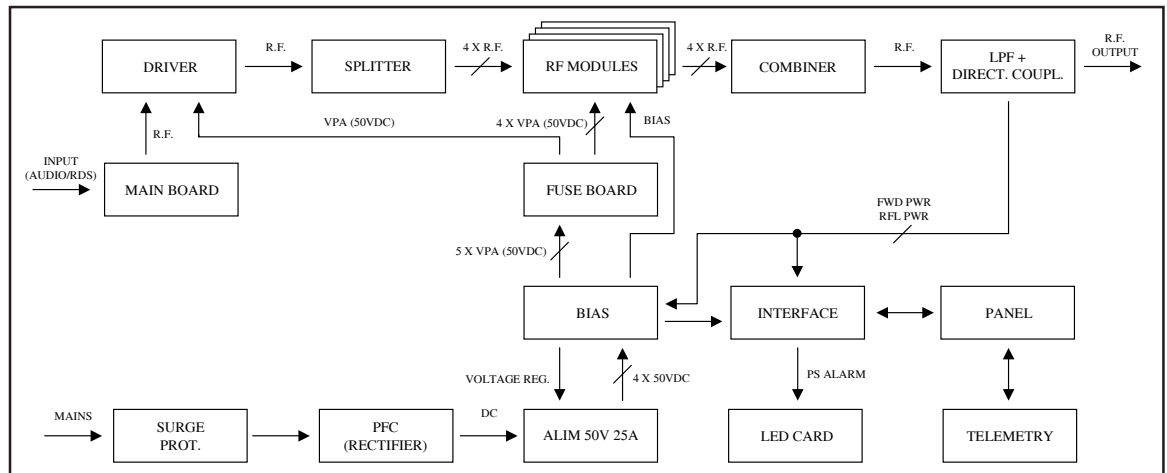 R.F.
4 X R.F.
4 X R.F.
R.F.
R.F.
OUTPUT
DRIVER
SPLITTER
RF MODULES
COMBINER
LPF +
DIRECT. COUPL.
VPA (50VDC)
4 X VPA (50VDC)
BIAS
R.F.
INPUT
(AUDIO/RDS)
MAIN BOARD
FUSE BOARD
FWD PWR
RFL PWR
5 X VPA (50VDC)
BIAS
INTERFACE
PANEL
VOLTAGE REG.
4 X 50VDC
PS ALARM
MAINS
SURGE
PROT.
PFC
(RECTIFIER)
DC
ALIM 50V 25A
LED CARD
TELEMETRY